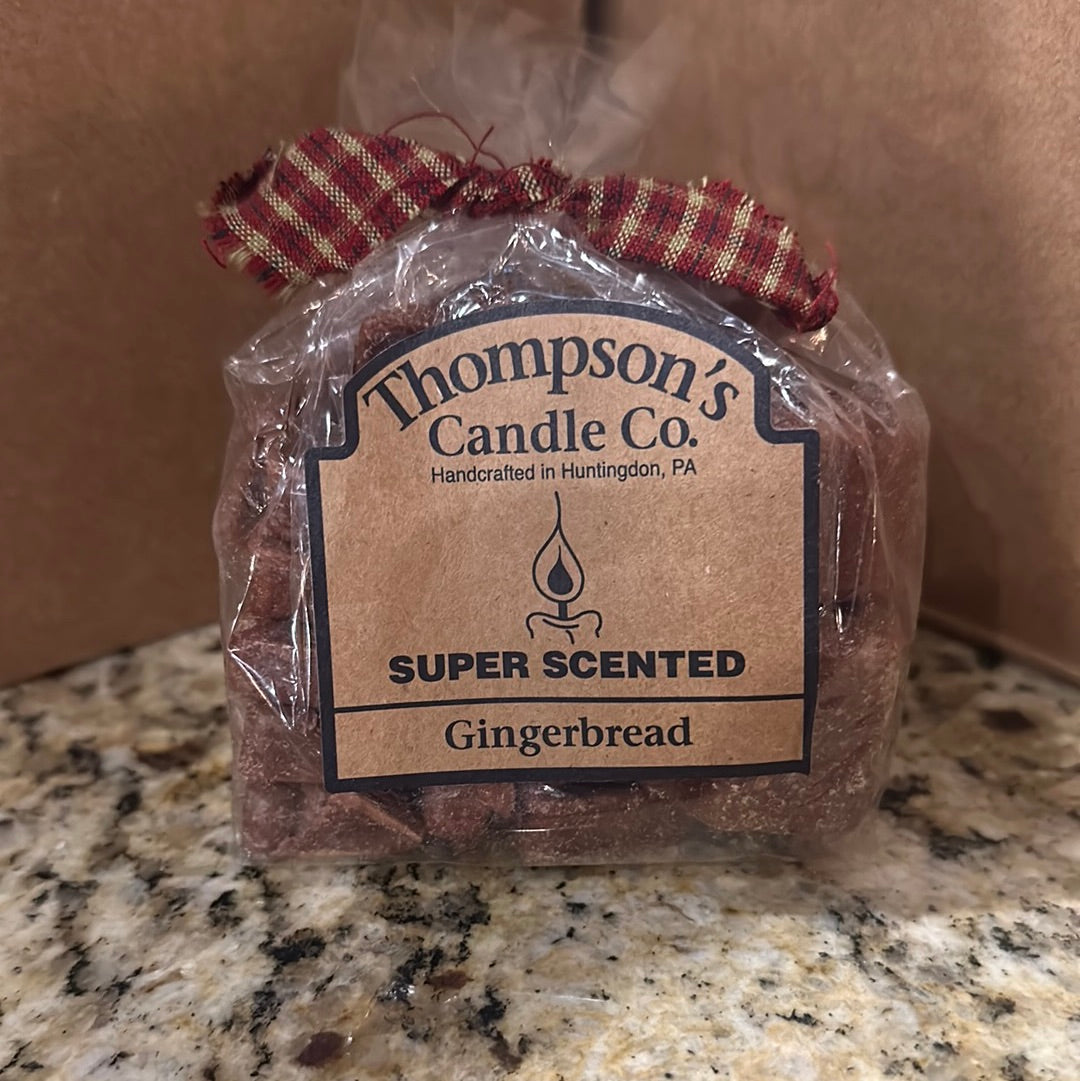 Thompson's
Candle Co.
Handcrafted in Huntingdon, PA
SUPER SCENTED
Gingerbread